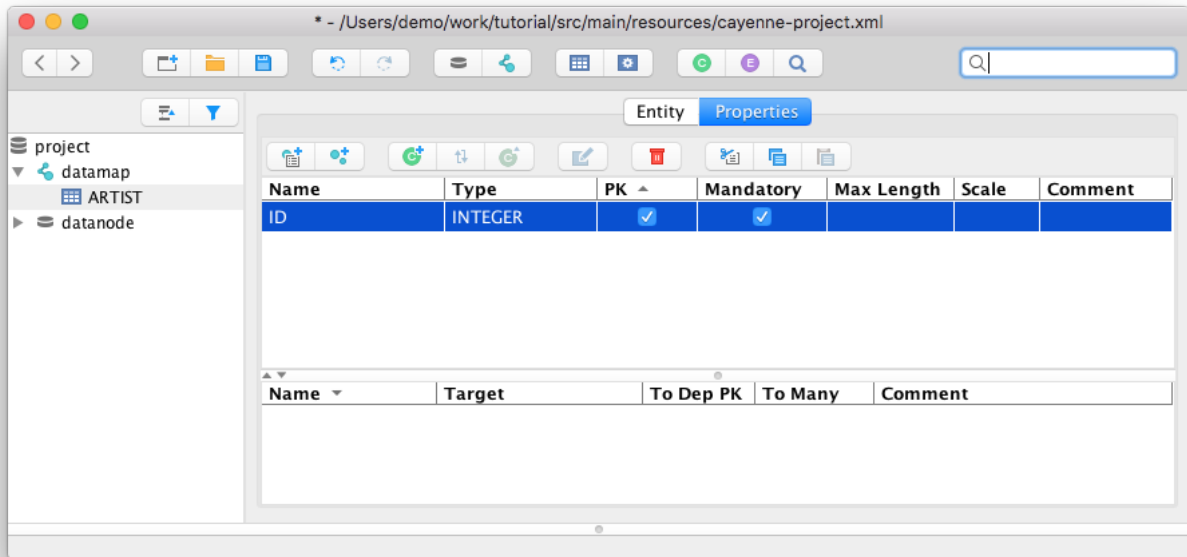 * - /Users/demo/work/tutorial/src/main/resources/cayenne-project.xml
C E
Entity Properties
project
datamap
ARTIST
datanode
C C C
Name Type PK Mandatory Max Length Scale Comment
ID INTEGER
Name Target To Dep PK To Many Comment